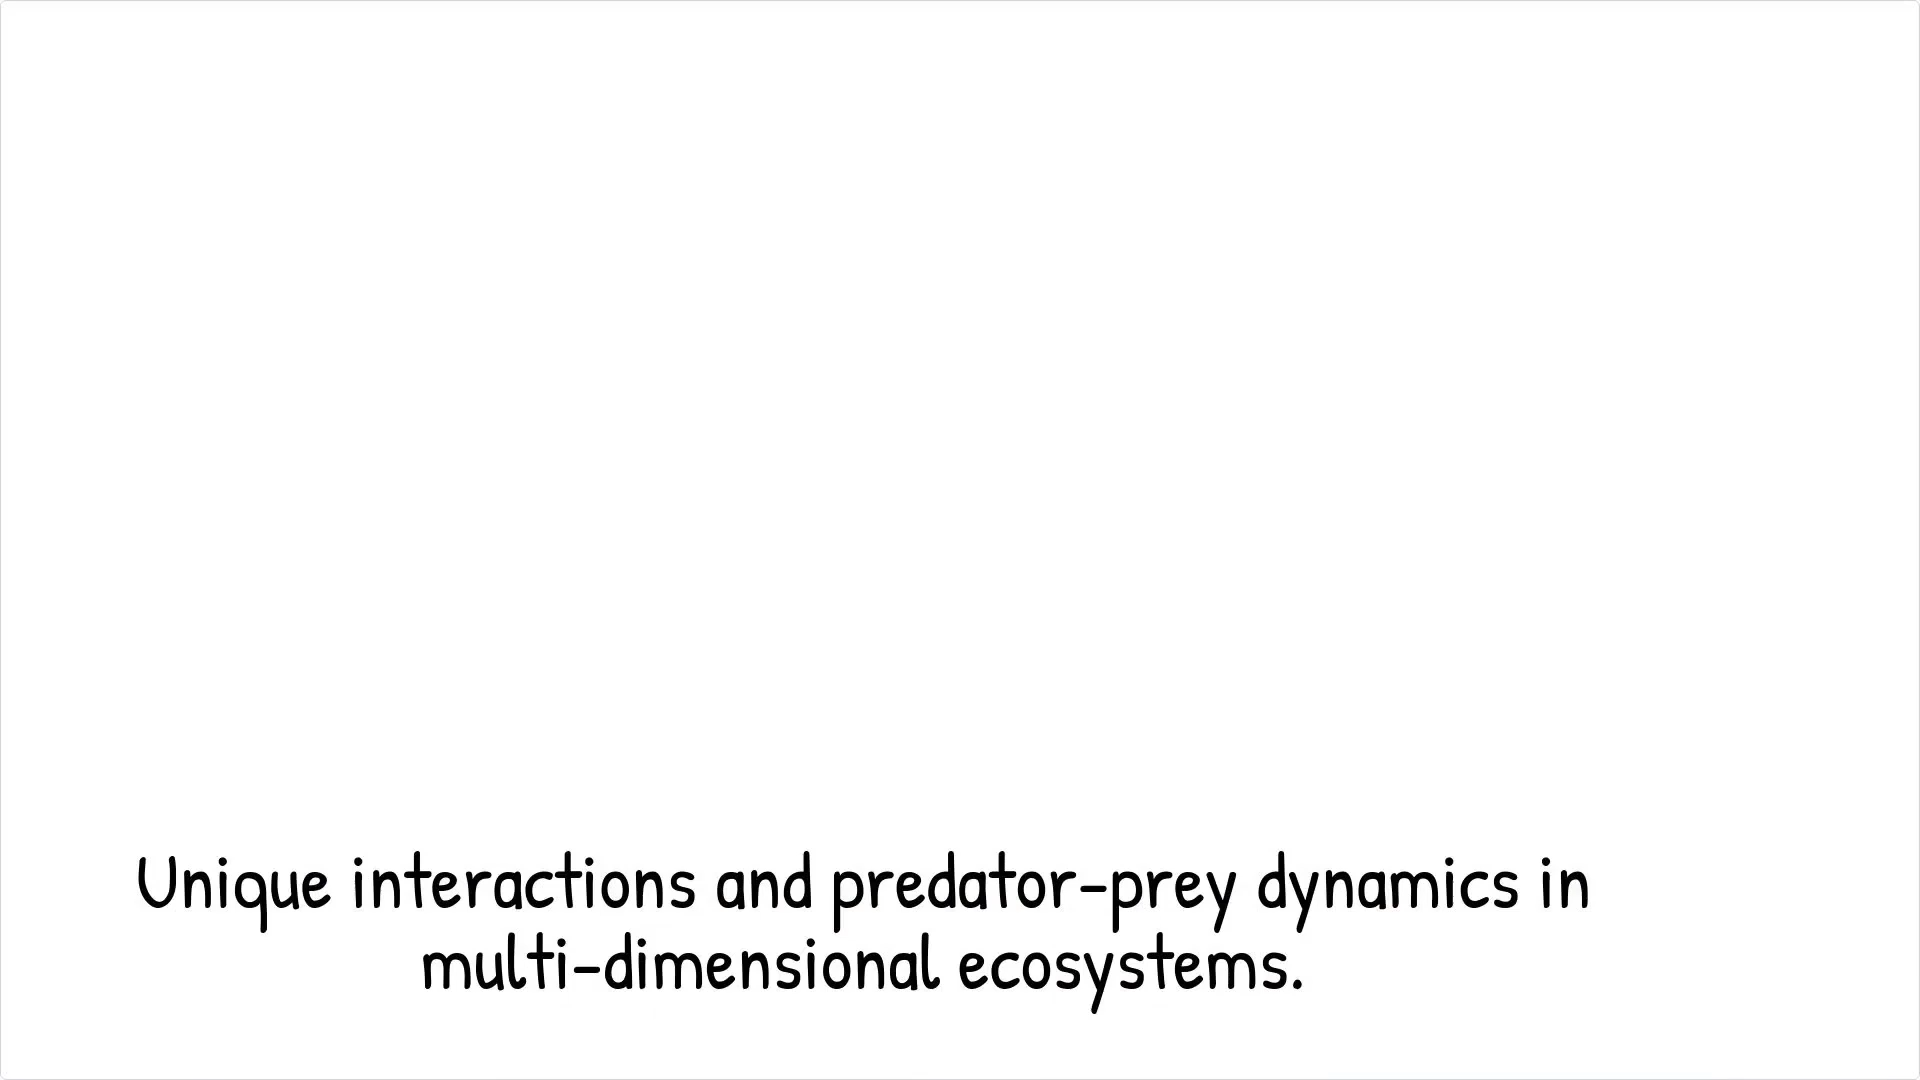 Unique interactions and predator-prey dynamics in
multi-dimensional ecosystems.